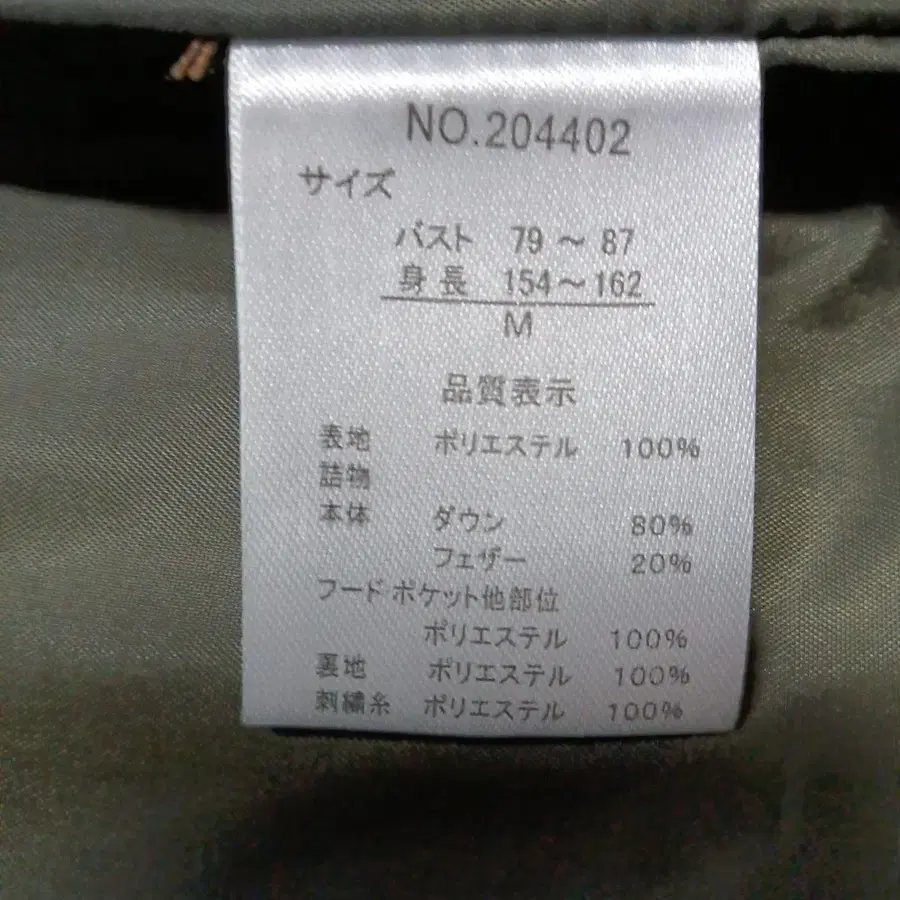 NO.204402
サイズ
バスト 79～87
身長 154～162
M
品質表示
表地 ポリエステル 100%
詰物
本体 ダウン 80%
フェザー 20%
フード ポケット他部位
ポリエステル 100%
裏地 ポリエステル 100%
刺繍糸 ポリエステル 100%